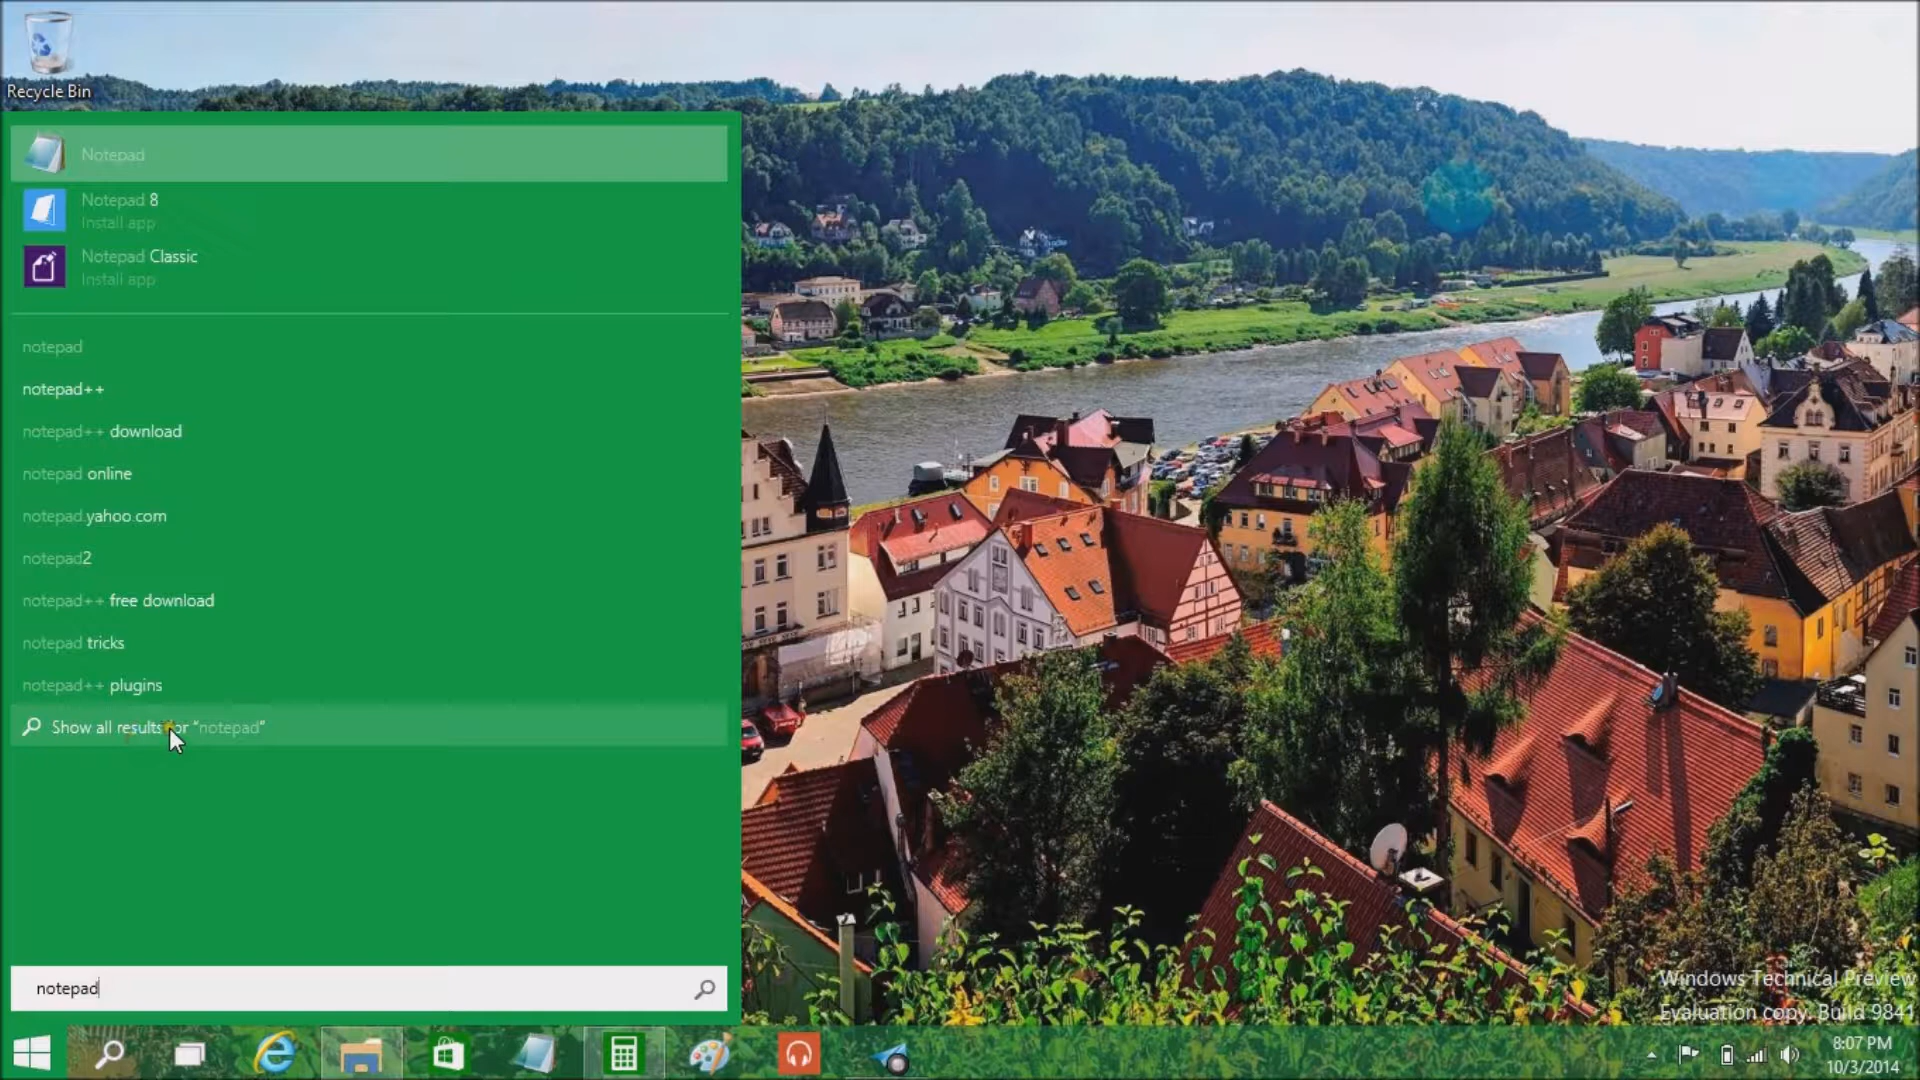 Recycle Bin
Notepad
Notepad 8
Install app
Notepad Classic
Install app
notepad
notepad++
notepad++ download
notepad online
notepad.yahoo.com
notepad2
notepad++ free download
notepad tricks
notepad++ plugins
Show all results for "notepad"
notepad
Windows Technical Preview
Evaluation copy. Build 9841
8:07 PM
10/3/2014